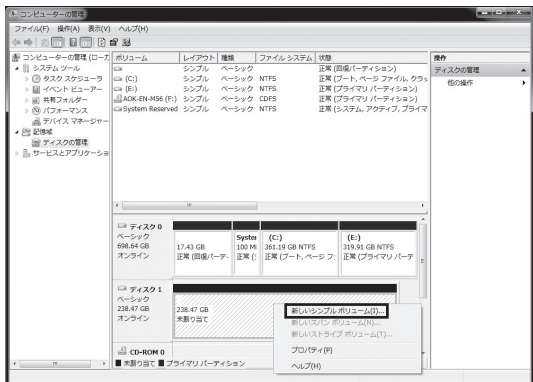 コンピューターの管理
ファイル(F) 操作(A) 表示(V) ヘルプ(H)
コンピューターの管理 (ローカ
システム ツール
タスク スケジューラ
イベント ビューアー
共有フォルダー
パフォーマンス
デバイス マネージャー
記憶域
ディスクの管理
サービスとアプリケーショ
ボリューム レイアウト 種類 ファイル システム 状態
シンプル ベーシック 正常 (回復パーティション)
(C:) シンプル ベーシック NTFS 正常 (ブート, ページ ファイル, クラッ
(E:) シンプル ベーシック NTFS 正常 (プライマリ パーティション)
AOK-EN-M56 (F:) シンプル ベーシック CDFS 正常 (プライマリ パーティション)
System Reserved シンプル ベーシック NTFS 正常 (システム, アクティブ, プライマ
操作
ディスクの管理
他の操作
ディスク 0
ベーシック
698.64 GB
オンライン
17.43 GB
正常 (回復パーテ・
Syster
100 MI
正常 (:
(C:)
361.19 GB NTFS
正常 (ブート, ページ フ:
(E:)
319.91 GB NTFS
正常 (プライマリ パーテ
ディスク 1
ベーシック
238.47 GB
オンライン
238.47 GB
未割り当て
新しいシンプル ボリューム(I)...
新しいスパン ボリューム(N)...
新しいストライプ ボリューム(T)...
プロパティ(P)
ヘルプ(H)
CD-ROM 0
未割り当て プライマリ パーティション